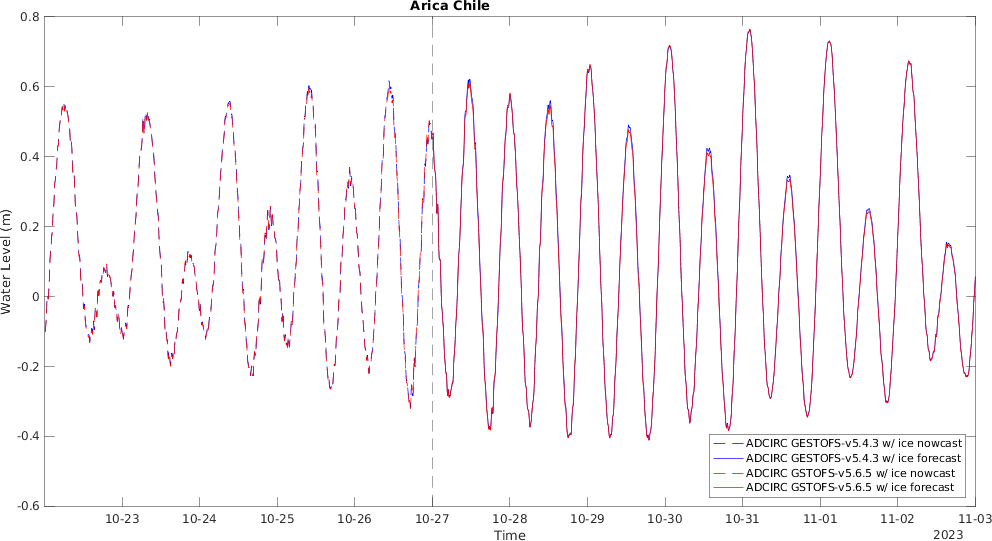 Arica Chile
Water Level (m)
0.8
0.6
0.4
0.2
0
-0.2
-0.4
-0.6
10-23 10-24 10-25 10-26 10-27 10-28 10-29 10-30 10-31 11-01 11-02 11-03
2023
Time
ADCIRC GESTOFS-v5.4.3 w/ ice nowcast
ADCIRC GESTOFS-v5.4.3 w/ ice forecast
ADCIRC GSTOFS-v5.6.5 w/ ice nowcast
ADCIRC GSTOFS-v5.6.5 w/ ice forecast